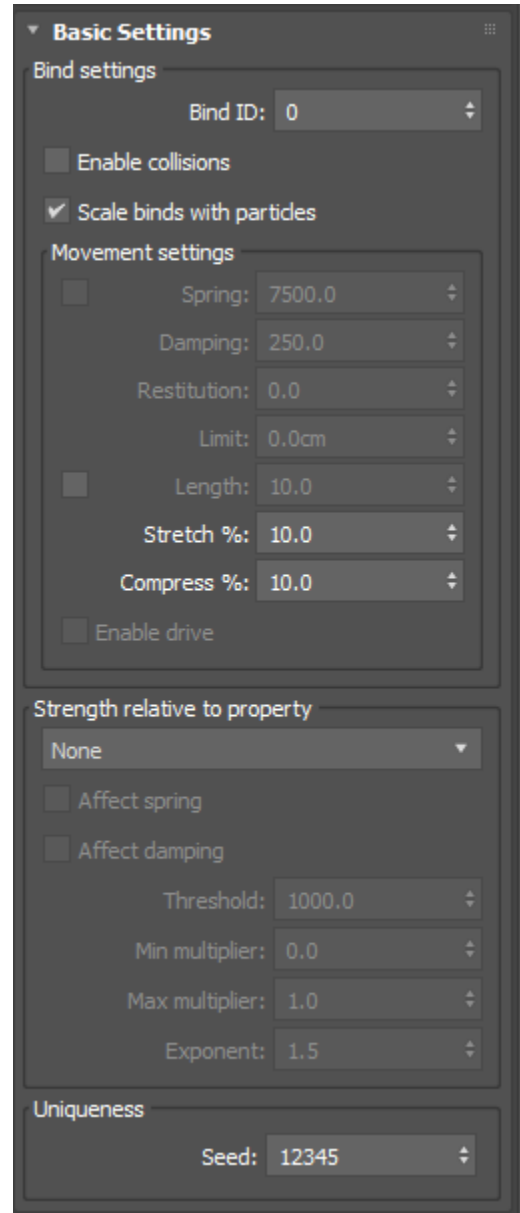 Basic Settings
Bind settings
Bind ID: 0
Enable collisions
Scale binds with particles
Movement settings
Spring: 7500.0
Damping: 250.0
Restitution: 0.0
Limit: 0.0cm
Length: 10.0
Stretch %: 10.0
Compress %: 10.0
Enable drive
Strength relative to property
None
Affect spring
Affect damping
Threshold: 1000.0
Min multiplier: 0.0
Max multiplier: 1.0
Exponent: 1.5
Uniqueness
Seed: 12345